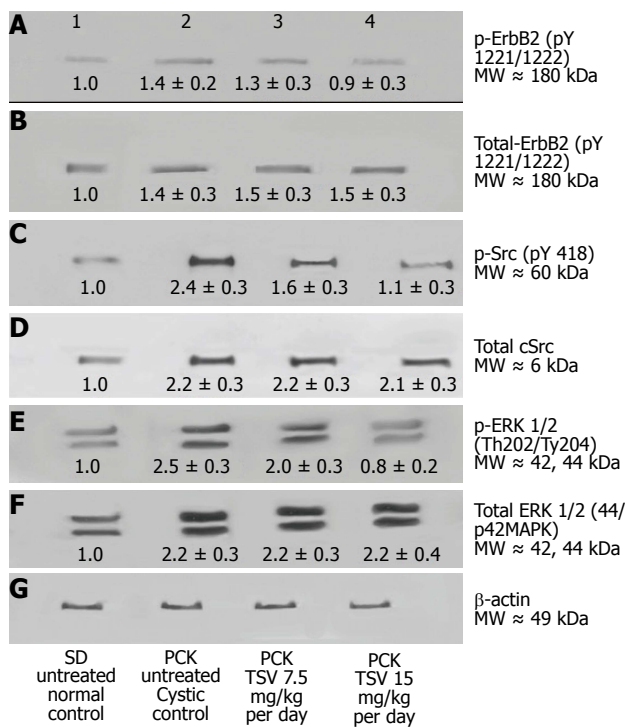 A
1 2 3 4
1.0 1.4 ± 0.2 1.3 ± 0.3 0.9 ± 0.3
p-ErbB2 (pY
1221/1222)
MW ≈ 180 kDa
B
1.0 1.4 ± 0.3 1.5 ± 0.3 1.5 ± 0.3
Total-ErbB2 (pY
1221/1222)
MW ≈ 180 kDa
C
1.0 2.4 ± 0.3 1.6 ± 0.3 1.1 ± 0.3
p-Src (pY 418)
MW ≈ 60 kDa
D
1.0 2.2 ± 0.3 2.2 ± 0.3 2.1 ± 0.3
Total cSrc
MW ≈ 6 kDa
E
1.0 2.5 ± 0.3 2.0 ± 0.3 0.8 ± 0.2
p-ERK 1/2
(Th202/Ty204)
MW ≈ 42, 44 kDa
F
1.0 2.2 ± 0.3 2.2 ± 0.3 2.2 ± 0.4
Total ERK 1/2 (44/
p42MAPK)
MW ≈ 42, 44 kDa
G
β-actin
MW ≈ 49 kDa
SD
untreated
normal
control
PCK
untreated
Cystic
control
PCK
TSV 7.5
mg/kg
per day
PCK
TSV 15
mg/kg
per day